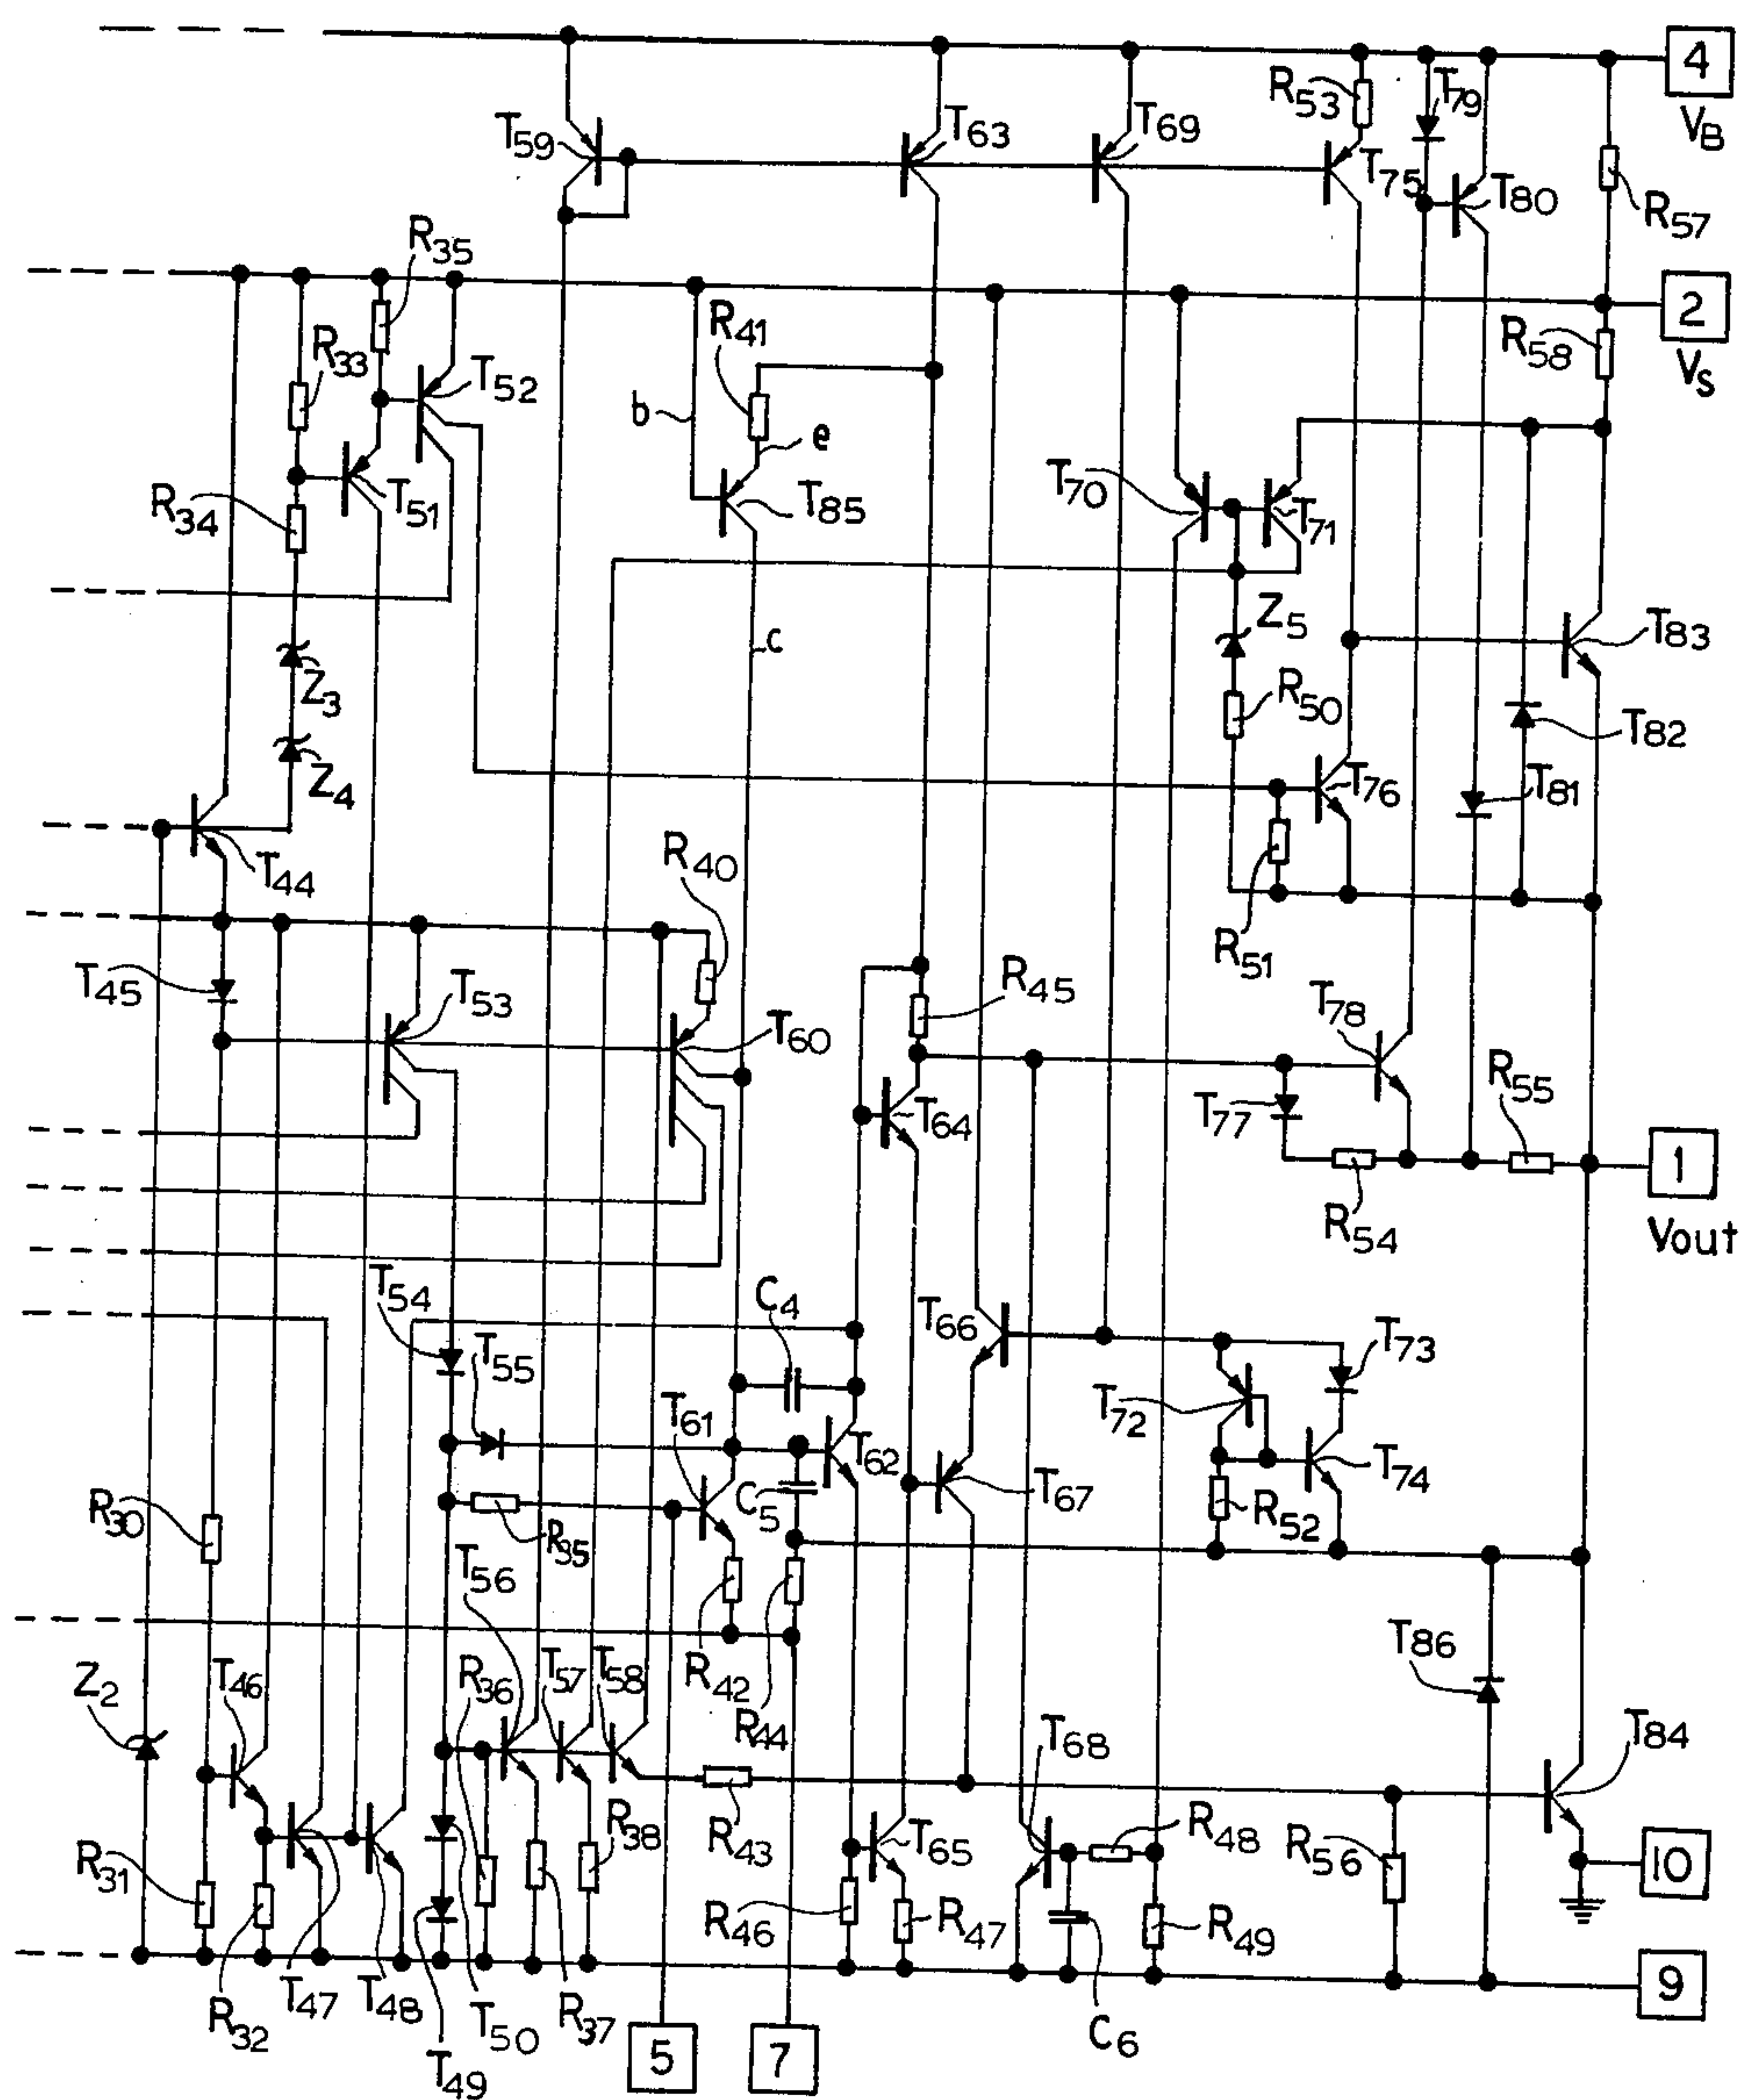 4
VB
R53
T79
T59
T63
T69
T75
T80
R57
R35
2
VS
R41
R33
R58
T52
b
e
T70
T71
R34
T51
T85
c
Z5
T83
Z3
R50
T82
Z4
T76
T81
R40
T44
R51
T45
T53
R45
T60
T78
R55
T64
T77
1
R54
Vout
T54
C4
T55
T66
T73
T61
T72
T62
T74
C5
T67
R30
R35
R52
T56
T86
Z2
T46
R36
T57
T58
R42
R44
T68
T84
R38
R43
R48
R31
T65
R56
10
R46
R47
R49
R32
T47
T48
T50
R37
9
T49
5
7
C6